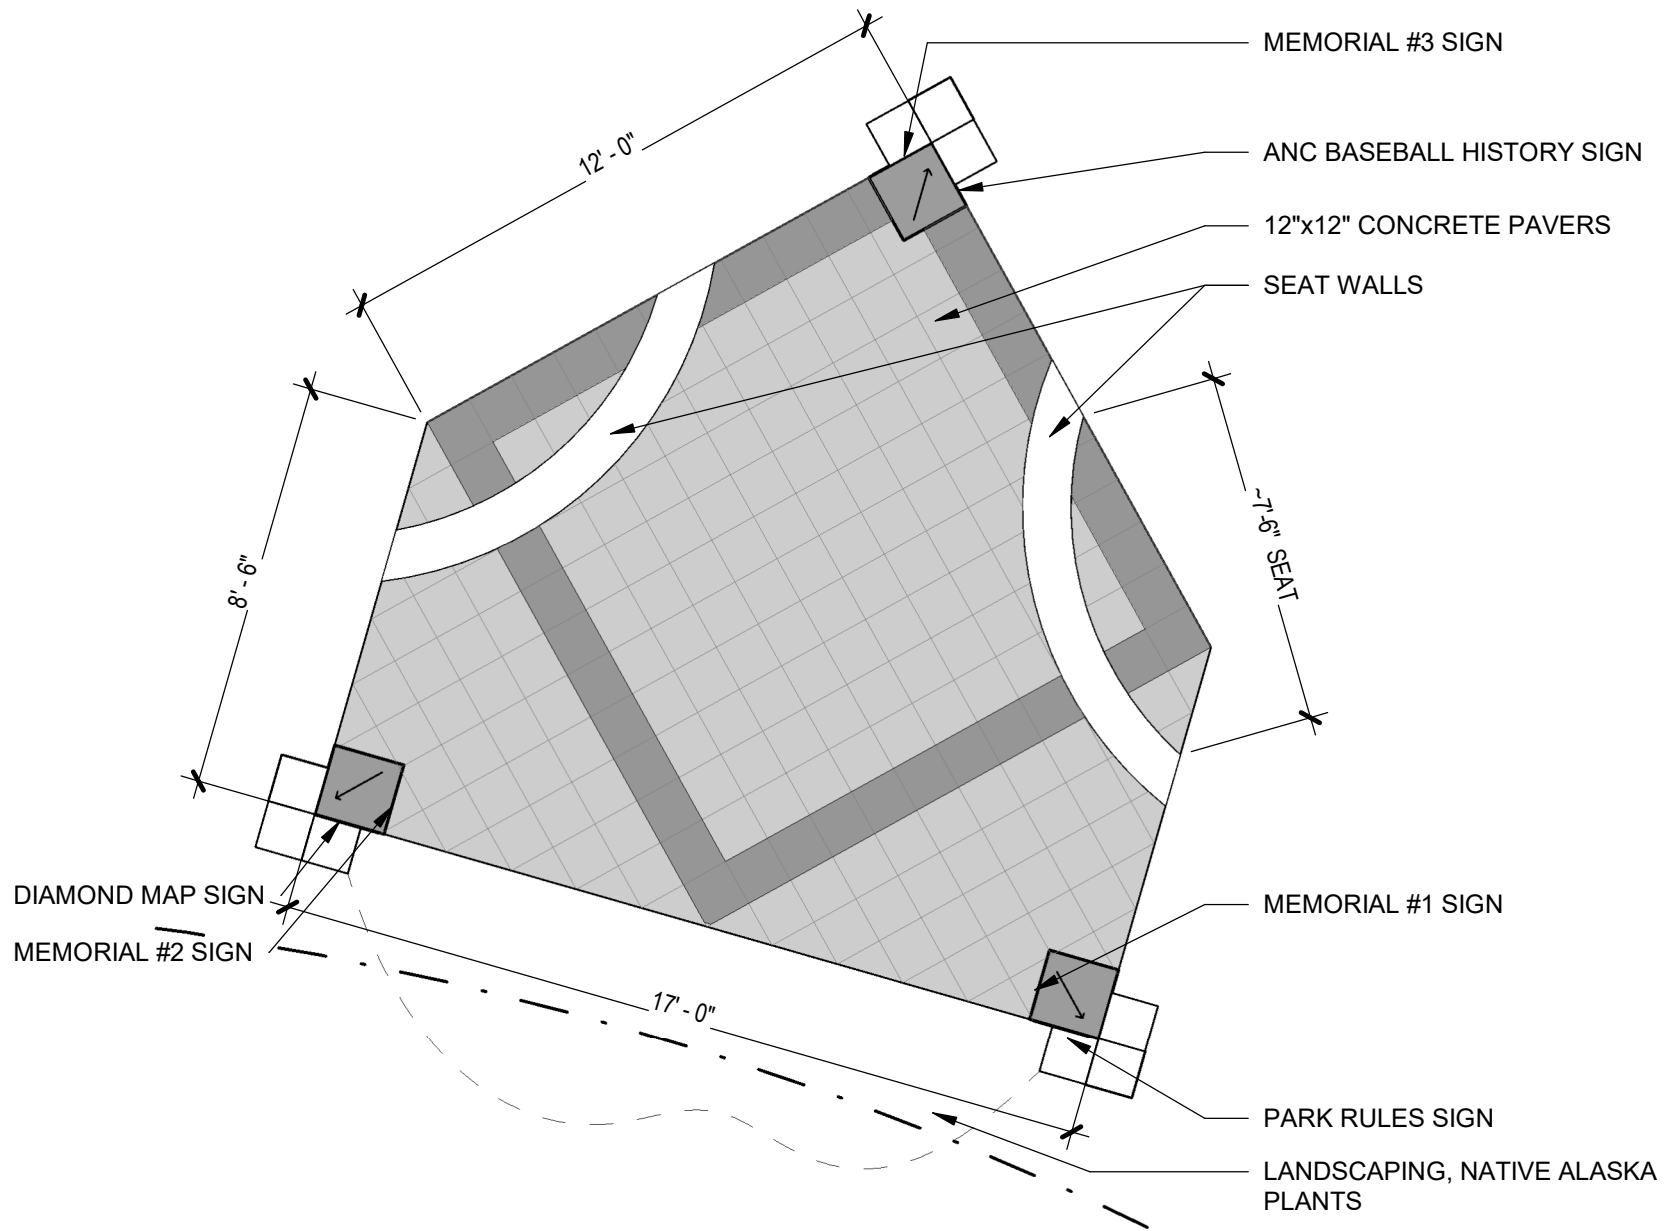 MEMORIAL #3 SIGN
12' - 0"
ANC BASEBALL HISTORY SIGN
12"x12" CONCRETE PAVERS
SEAT WALLS
~7'-6" SEAT
8' - 6"
DIAMOND MAP SIGN
MEMORIAL #1 SIGN
MEMORIAL #2 SIGN
17' - 0"
PARK RULES SIGN
LANDSCAPING, NATIVE ALASKA
PLANTS